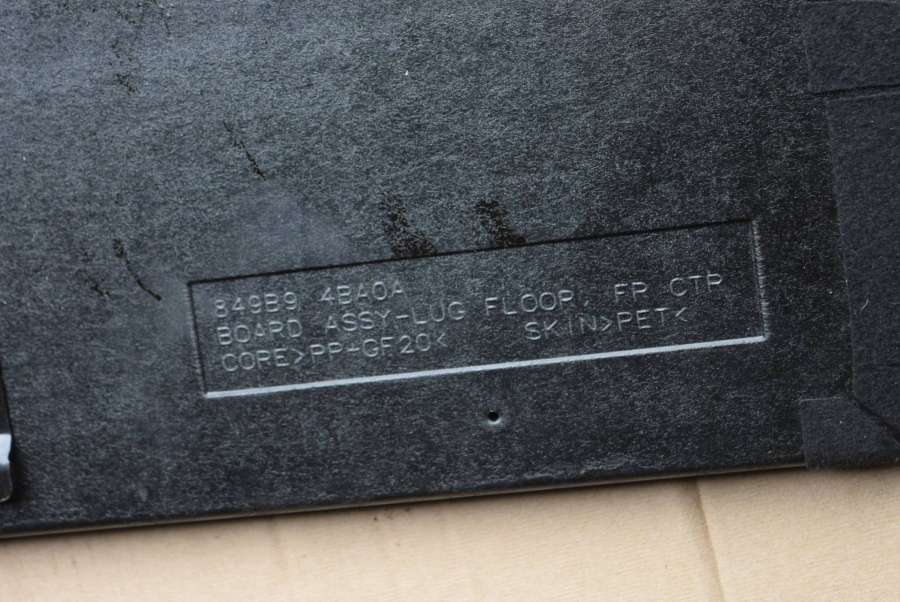 849B9 4BA0A
BOARD ASSY-LUG FLOOR, FR CTR
CORE>PP-GF20< SKIN>PET<